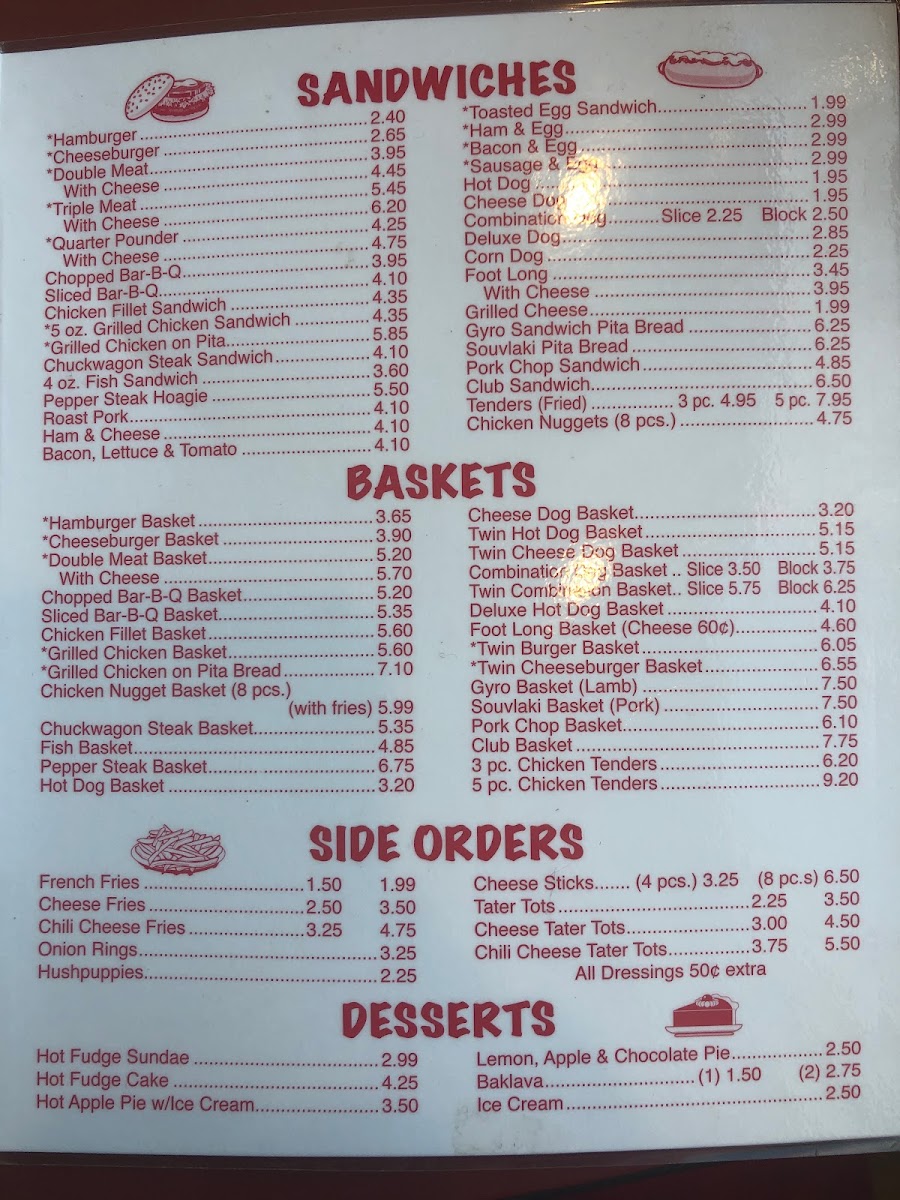 SANDWICHES
*Hamburger 2.40
*Cheeseburger 2.65
*Double Meat 3.95
With Cheese 4.45
*Triple Meat 5.45
With Cheese 6.20
*Quarter Pounder 4.25
With Cheese 4.75
Chopped Bar-B-Q 3.95
Sliced Bar-B-Q 4.10
Chicken Fillet Sandwich 4.35
*5 oz. Grilled Chicken Sandwich 4.35
*Grilled Chicken on Pita 5.85
Chuckwagon Steak Sandwich 4.10
4 oz. Fish Sandwich 3.60
Pepper Steak Hoagie 5.50
Roast Pork 4.10
Ham & Cheese 4.10
Bacon, Lettuce & Tomato 4.10
*Toasted Egg Sandwich 1.99
*Ham & Egg 2.99
*Bacon & Egg 2.99
*Sausage & Egg 2.99
Hot Dog 1.95
Cheese Dog 1.95
Combination Dog Slice 2.25 Block 2.50
Deluxe Dog 2.85
Corn Dog 2.25
Foot Long 3.45
With Cheese 3.95
Grilled Cheese 1.99
Gyro Sandwich Pita Bread 6.25
Souvlaki Pita Bread 6.25
Pork Chop Sandwich 4.85
Club Sandwich 6.50
Tenders (Fried) 3 pc. 4.95 5 pc. 7.95
Chicken Nuggets (8 pcs.) 4.75
BASKETS
*Hamburger Basket 3.65
*Cheeseburger Basket 3.90
*Double Meat Basket 5.20
With Cheese 5.70
Chopped Bar-B-Q Basket 5.20
Sliced Bar-B-Q Basket 5.35
Chicken Fillet Basket 5.60
*Grilled Chicken Basket 5.60
*Grilled Chicken on Pita Bread 7.10
Chicken Nugget Basket (8 pcs.)
(with fries) 5.99
Chuckwagon Steak Basket 5.35
Fish Basket 4.85
Pepper Steak Basket 6.75
Hot Dog Basket 3.20
Cheese Dog Basket 3.20
Twin Hot Dog Basket 5.15
Twin Cheese Dog Basket 5.15
Combination Dog Basket .. Slice 3.50 Block 3.75
Twin Combination Basket.. Slice 5.75 Block 6.25
Deluxe Hot Dog Basket 4.10
Foot Long Basket (Cheese 60¢) 4.60
*Twin Burger Basket 6.05
*Twin Cheeseburger Basket 6.55
Gyro Basket (Lamb) 7.50
Souvlaki Basket (Pork) 7.50
Pork Chop Basket 6.10
Club Basket 7.75
3 pc. Chicken Tenders 6.20
5 pc. Chicken Tenders 9.20
SIDE ORDERS
French Fries 1.50 1.99
Cheese Fries 2.50 3.50
Chili Cheese Fries 3.25 4.75
Onion Rings 3.25
Hushpuppies 2.25
Cheese Sticks (4 pcs.) 3.25 (8 pc.s) 6.50
Tater Tots 2.25 3.50
Cheese Tater Tots 3.00 4.50
Chili Cheese Tater Tots 3.75 5.50
All Dressings 50¢ extra
DESSERTS
Hot Fudge Sundae 2.99
Hot Fudge Cake 4.25
Hot Apple Pie w/Ice Cream 3.50
Lemon, Apple & Chocolate Pie 2.50
Baklava (1) 1.50 (2) 2.75
Ice Cream 2.50